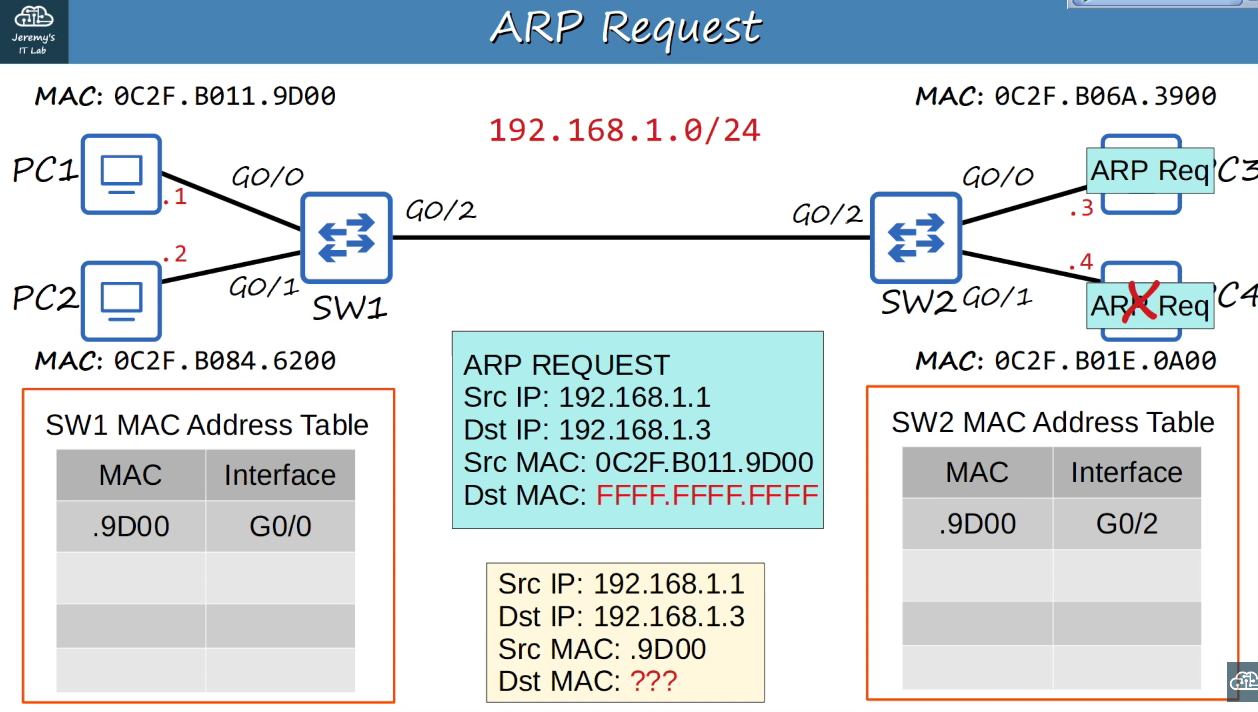 Jeremy's
IT Lab
ARP Request
MAC: 0C2F.B011.9D00
MAC: 0C2F.B06A.3900
192.168.1.0/24
PC1
.1
G0/0
G0/2
G0/2
G0/0
ARP Req
C3
.3
PC2
.2
G0/1
SW1
SW2
G0/1
.4
ARP Req
C4
MAC: 0C2F.B084.6200
MAC: 0C2F.B01E.0A00
ARP REQUEST
Src IP: 192.168.1.1
Dst IP: 192.168.1.3
Src MAC: 0C2F.B011.9D00
Dst MAC: FFFF.FFFF.FFFF
SW1 MAC Address Table
MAC Interface
.9D00 G0/0
SW2 MAC Address Table
MAC Interface
.9D00 G0/2
Src IP: 192.168.1.1
Dst IP: 192.168.1.3
Src MAC: .9D00
Dst MAC: ???